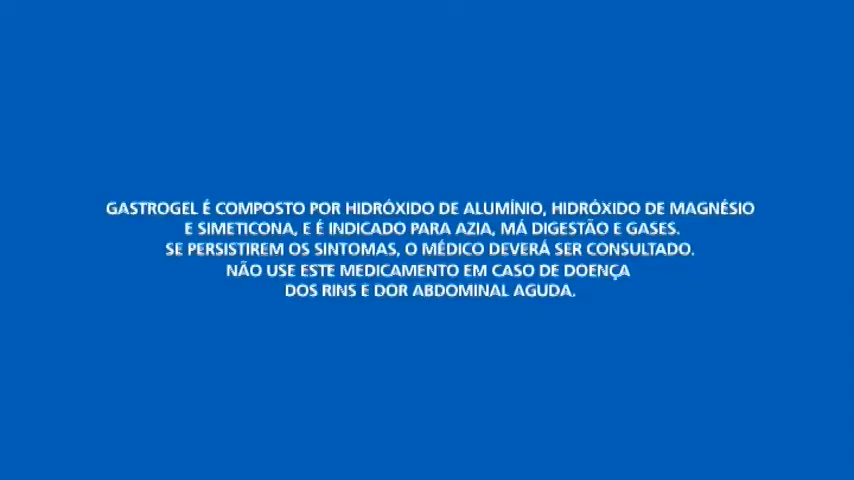 GASTROGEL É COMPOSTO POR HIDRÓXIDO DE ALUMÍNIO, HIDRÓXIDO DE MAGNÉSIO
E SIMETICONA, E É INDICADO PARA AZIA, MÁ DIGESTÃO E GASES.
SE PERSISTIREM OS SINTOMAS, O MÉDICO DEVERÁ SER CONSULTADO.
NÃO USE ESTE MEDICAMENTO EM CASO DE DOENÇA
DOS RINS E DOR ABDOMINAL AGUDA.